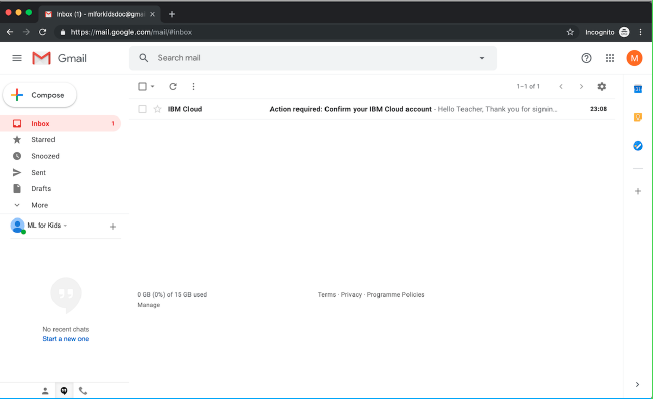 Inbox (1) - mlforkidsdoc@gmai
https://mail.google.com/mail/#inbox
Incognito
Gmail
Search mail
M
Compose
1–1 of 1
Inbox 1
IBM Cloud Action required: Confirm your IBM Cloud account - Hello Teacher, Thank you for signin... 23:08
Starred
Snoozed
Sent
Drafts
More
ML for Kids
0 GB (0%) of 15 GB used
Manage
Terms · Privacy · Programme Policies
No recent chats
Start a new one